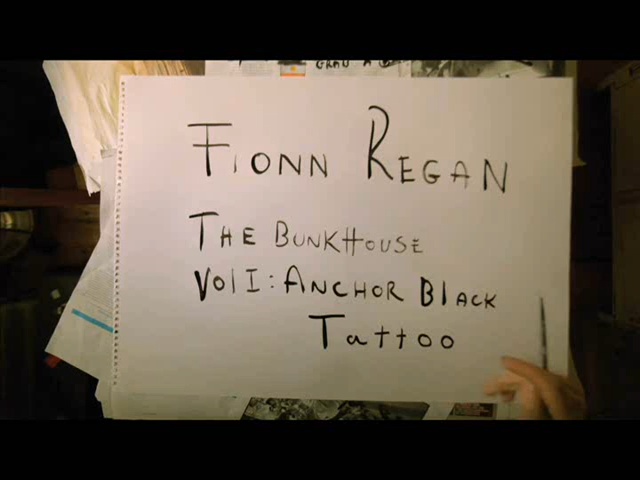 FIONN REGAN
THE BUNKHOUSE
Vol I: ANCHOR BlACK
Tattoo